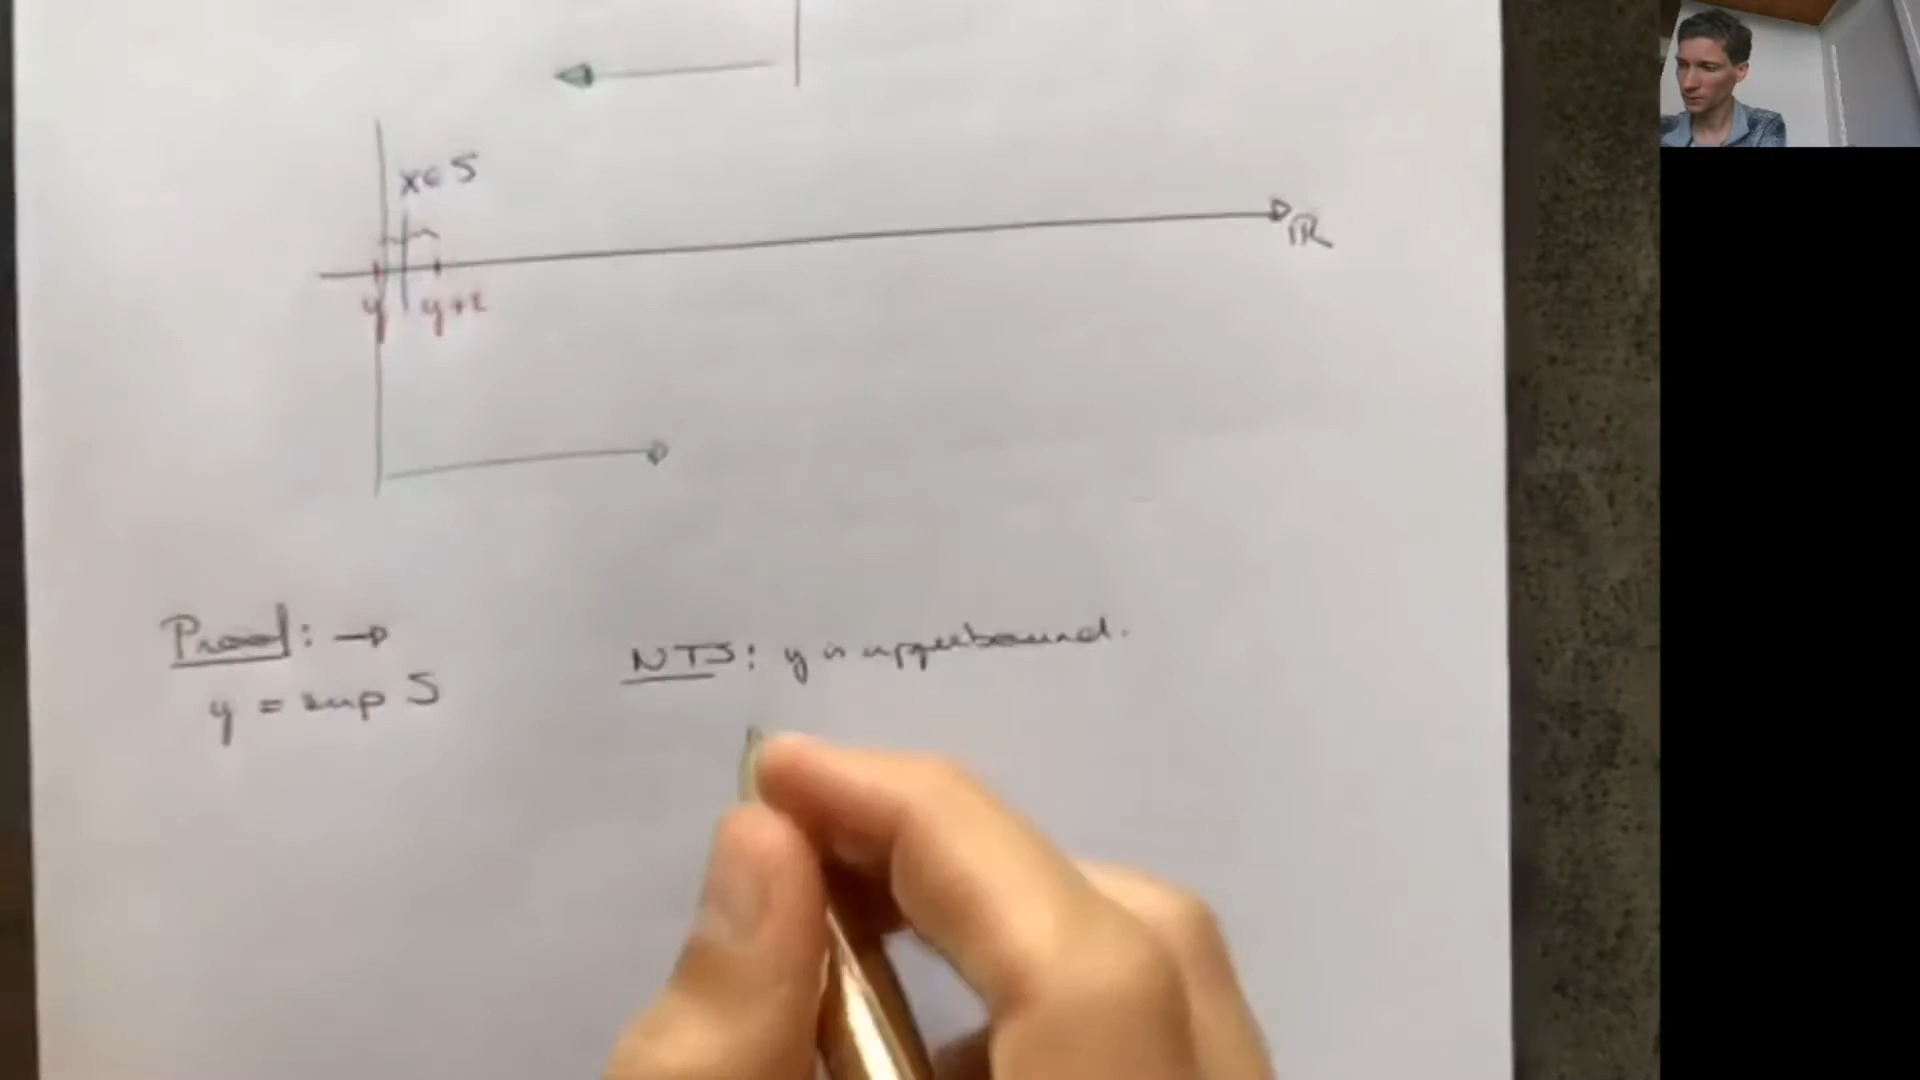 x ∈ S
ℝ
y y+ε
Proof: →
NTS: y is upperbound.
y = sup S